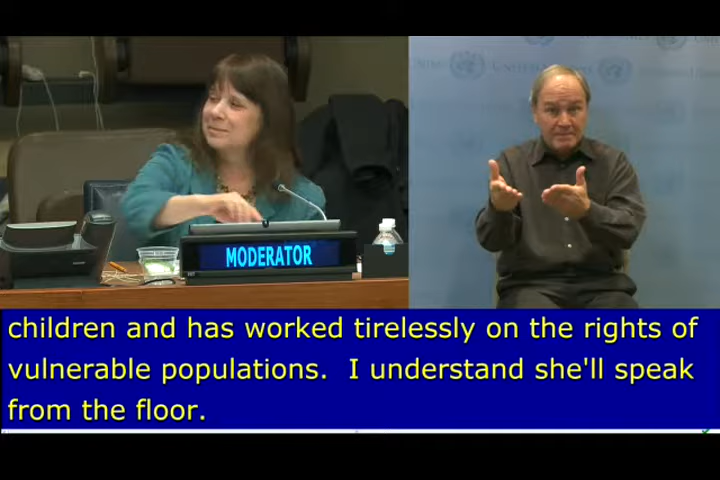 MODERATOR
children and has worked tirelessly on the rights of
vulnerable populations.  I understand she'll speak
from the floor.